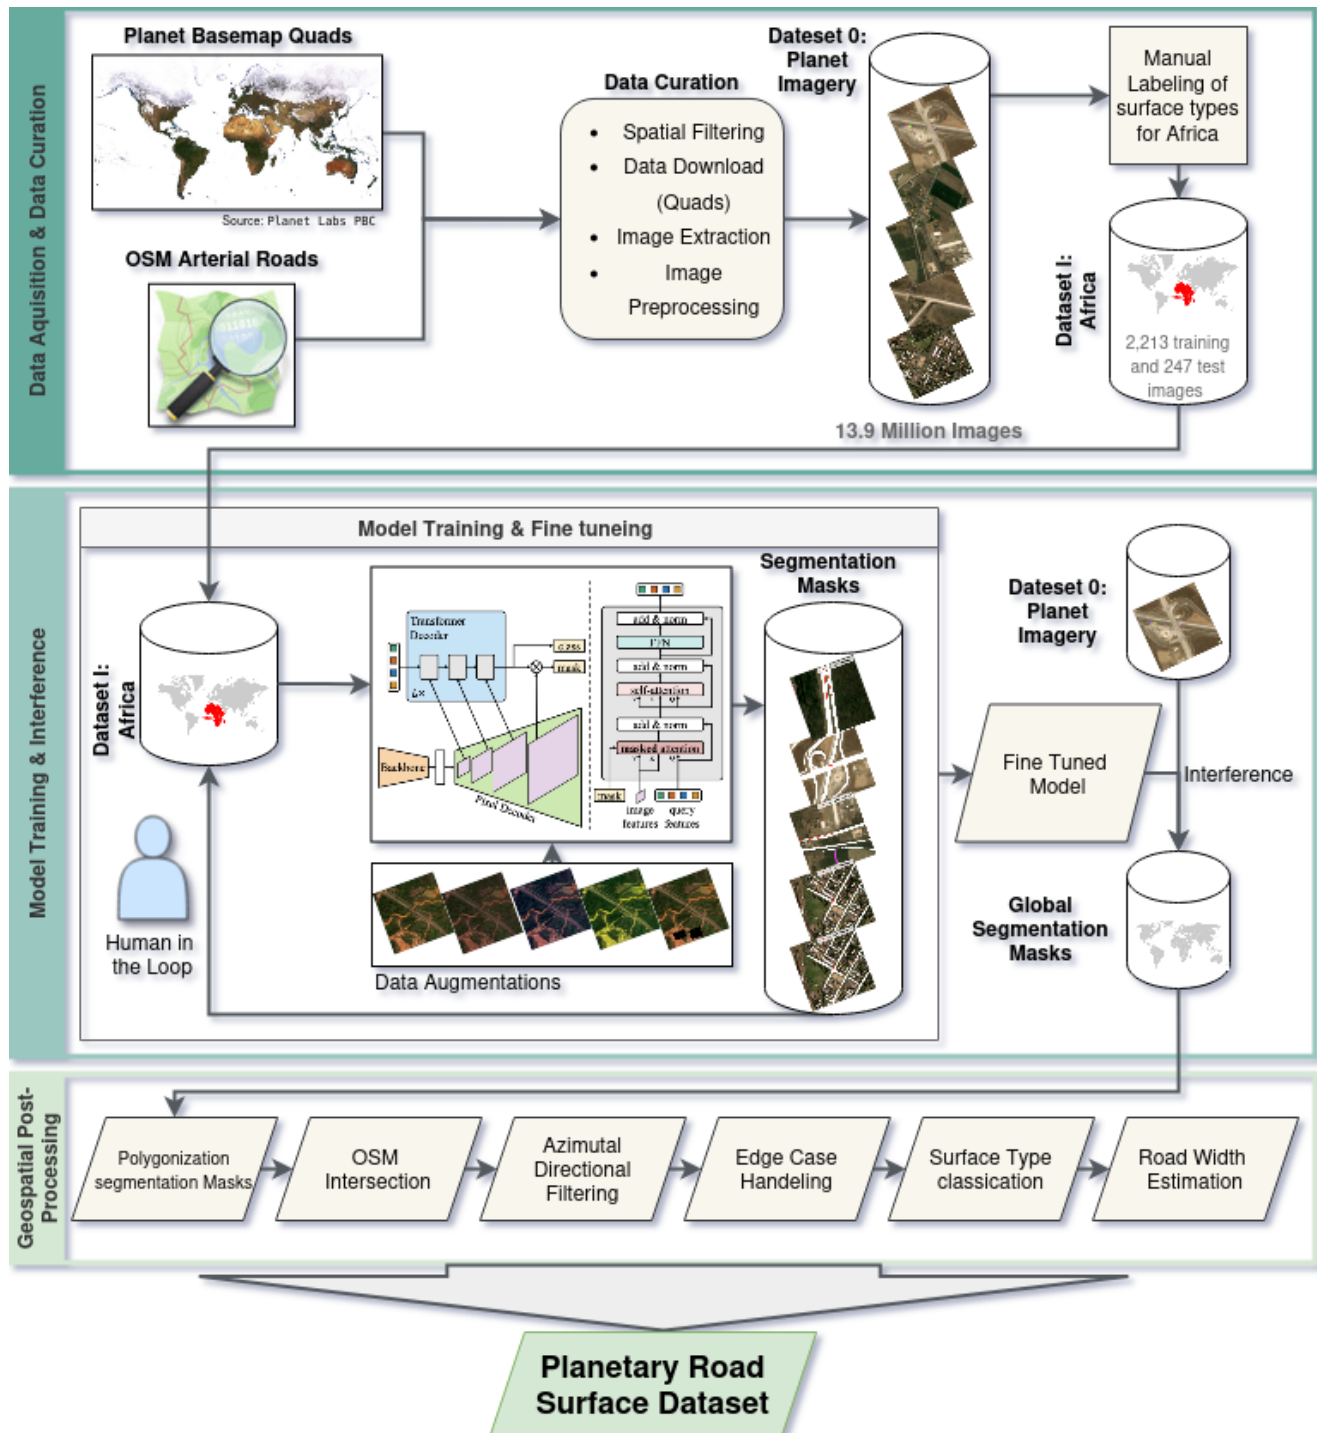 Data Aquisition & Data Curation
Planet Basemap Quads
Source: Planet Labs PBC
OSM Arterial Roads
Data Curation
• Spatial Filtering
• Data Download
(Quads)
• Image Extraction
• Image
Preprocessing
Dateset 0:
Planet
Imagery
13.9 Million Images
Manual
Labeling of
surface types
for Africa
Dataset I:
Africa
2,213 training
and 247 test
images
Model Training & Interference
Model Training & Fine tuneing
Dataset I:
Africa
Human in
the Loop
Transformer
Decoder
L×
class
mask
Backbone
Pixel Decoder
add & norm
FFN
add & norm
self-attention
add & norm
masked attention
mask
image
features
query
features
Data Augmentations
Segmentation
Masks
Dateset 0:
Planet
Imagery
Fine Tuned
Model
Interference
Global
Segmentation
Masks
Geospatial Post-
Processing
Polygonization
segmentation Masks
OSM
Intersection
Azimutal
Directional
Filtering
Edge Case
Handeling
Surface Type
classication
Road Width
Estimation
Planetary Road
Surface Dataset